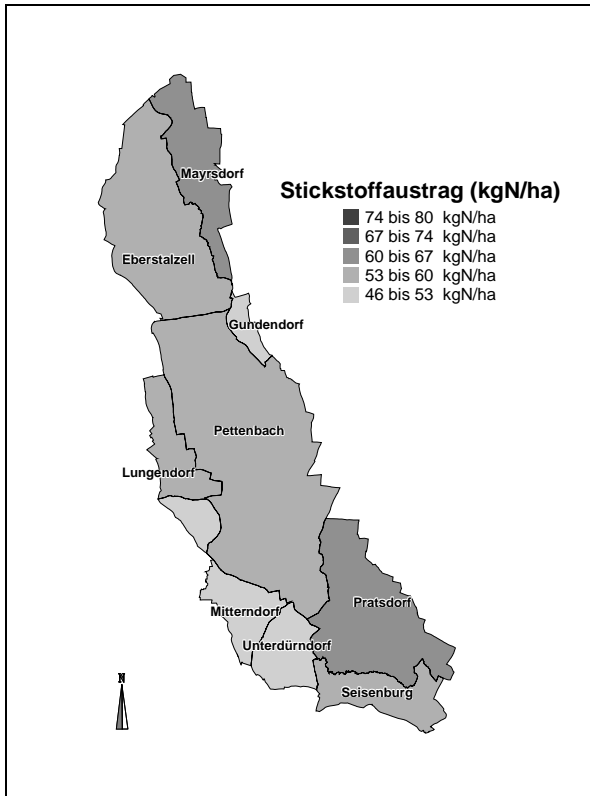 Mayrsdorf
Stickstoffaustrag (kgN/ha)
74 bis 80 kgN/ha
67 bis 74 kgN/ha
60 bis 67 kgN/ha
53 bis 60 kgN/ha
46 bis 53 kgN/ha
Eberstalzell
Gundendorf
Pettenbach
Lungendorf
Pratsdorf
Mitterndorf
Unterdürndorf
Seisenburg
N